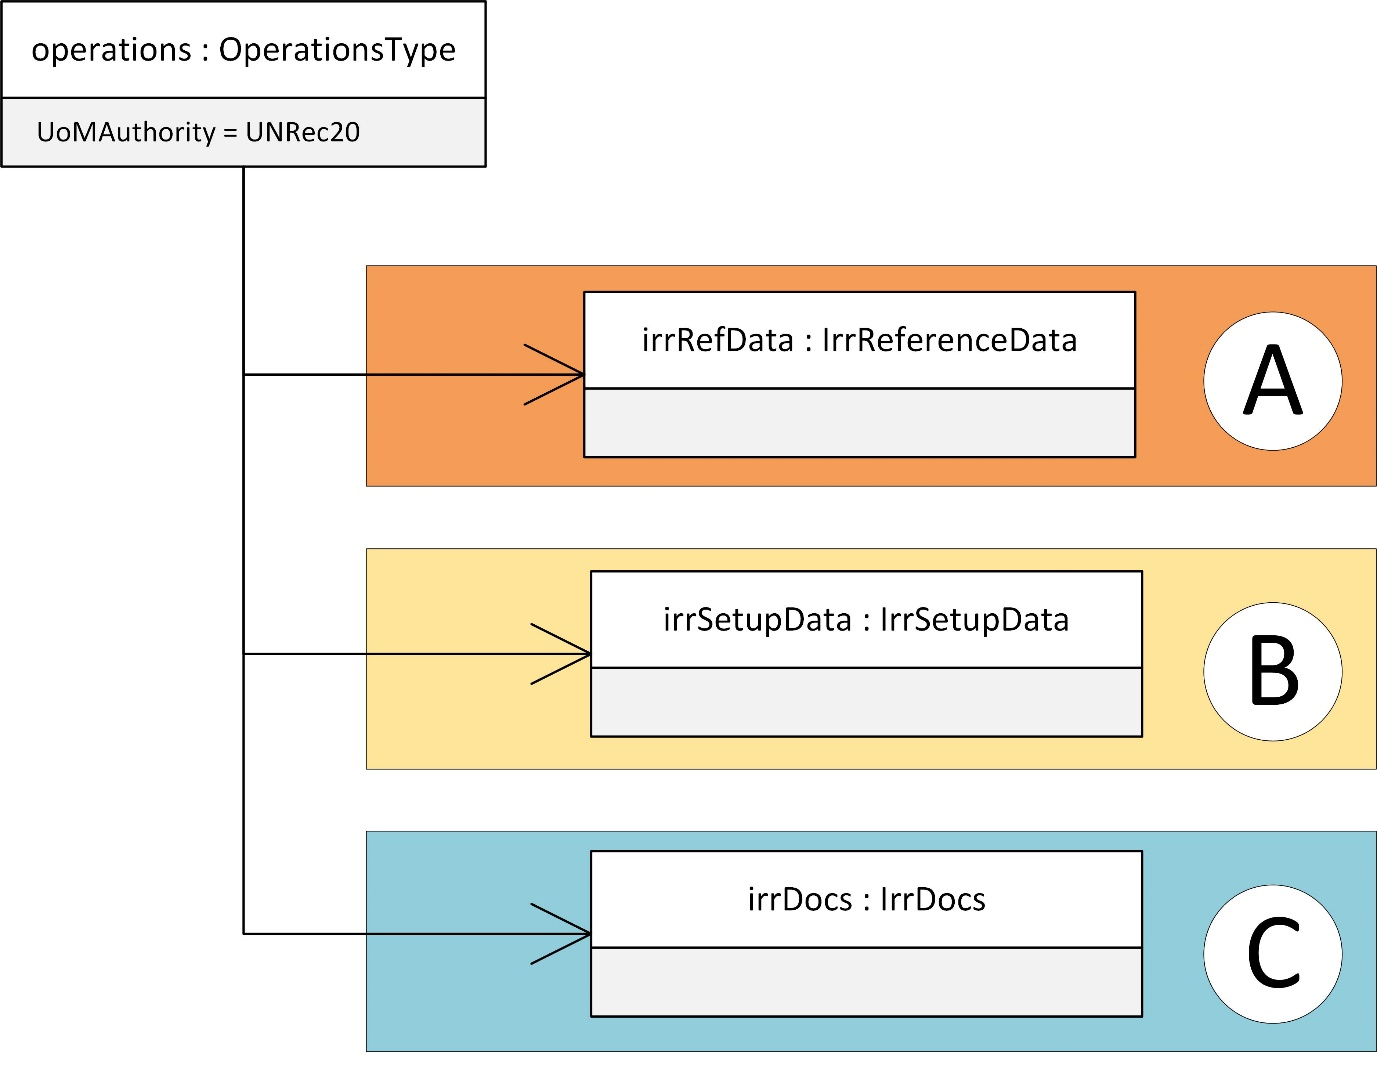 operations : OperationsType
UoMAuthority = UNRec20
irrRefData : IrrReferenceData
A
irrSetupData : IrrSetupData
B
irrDocs : IrrDocs
C